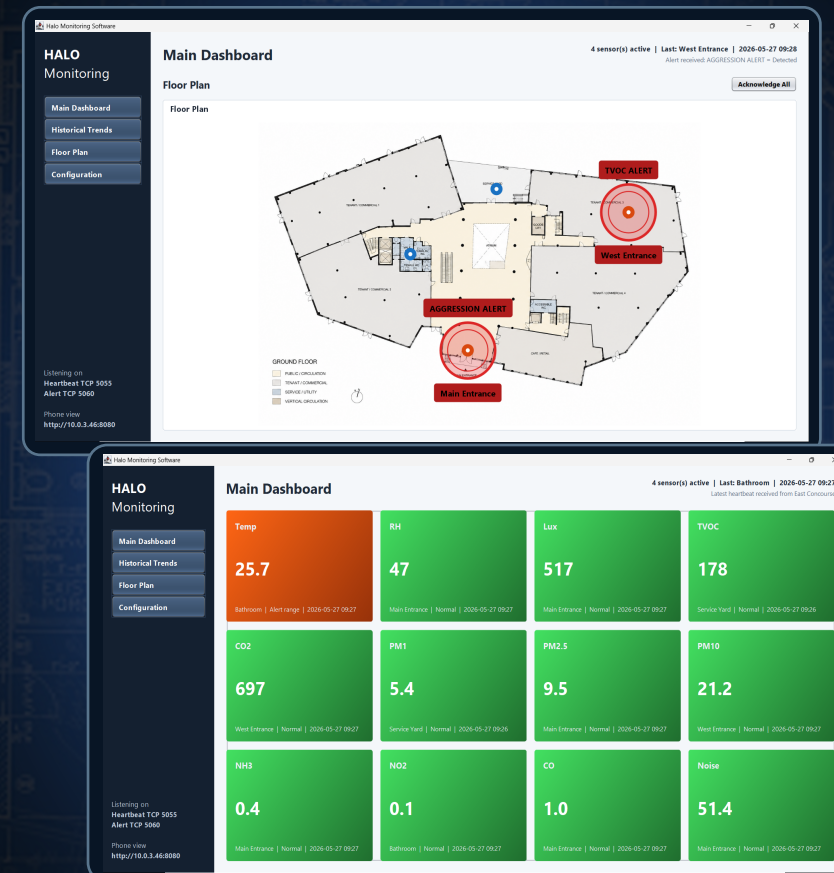 Halo Monitoring Software
HALO
Monitoring
Main Dashboard
Historical Trends
Floor Plan
Configuration
Listening on
Heartbeat TCP 5055
Alert TCP 5060
Phone view
http://10.0.3.46:8080
Main Dashboard
4 sensor(s) active | Last: West Entrance | 2026-05-27 09:28
Alert received: AGGRESSION ALERT = Detected
Floor Plan
Acknowledge All
Floor Plan
TVOC ALERT
West Entrance
AGGRESSION ALERT
Main Entrance
TENANT / COMMERCIAL 1
TENANT / COMMERCIAL 2
TENANT / COMMERCIAL 4
ATRIUM
GROUND FLOOR
PUBLIC / CIRCULATION
TENANT / COMMERCIAL
SERVICE / UTILITY
VERTICAL CIRCULATION
Halo Monitoring Software
HALO
Monitoring
Main Dashboard
Historical Trends
Floor Plan
Configuration
Listening on
Heartbeat TCP 5055
Alert TCP 5060
Phone view
http://10.0.3.46:8080
Main Dashboard
4 sensor(s) active | Last: Bathroom | 2026-05-27 09:27
Latest heartbeat received from East Concourse
Temp
25.7
Bathroom | Alert range | 2026-05-27 09:27
RH
47
Main Entrance | Normal | 2026-05-27 09:27
Lux
517
Main Entrance | Normal | 2026-05-27 09:27
TVOC
178
Service Yard | Normal | 2026-05-27 09:26
CO2
697
West Entrance | Normal | 2026-05-27 09:27
PM1
5.4
Service Yard | Normal | 2026-05-27 09:26
PM2.5
9.5
Main Entrance | Normal | 2026-05-27 09:27
PM10
21.2
West Entrance | Normal | 2026-05-27 09:27
NH3
0.4
Main Entrance | Normal | 2026-05-27 09:27
NO2
0.1
Bathroom | Normal | 2026-05-27 09:27
CO
1.0
Main Entrance | Normal | 2026-05-27 09:27
Noise
51.4
Main Entrance | Normal | 2026-05-27 09:27